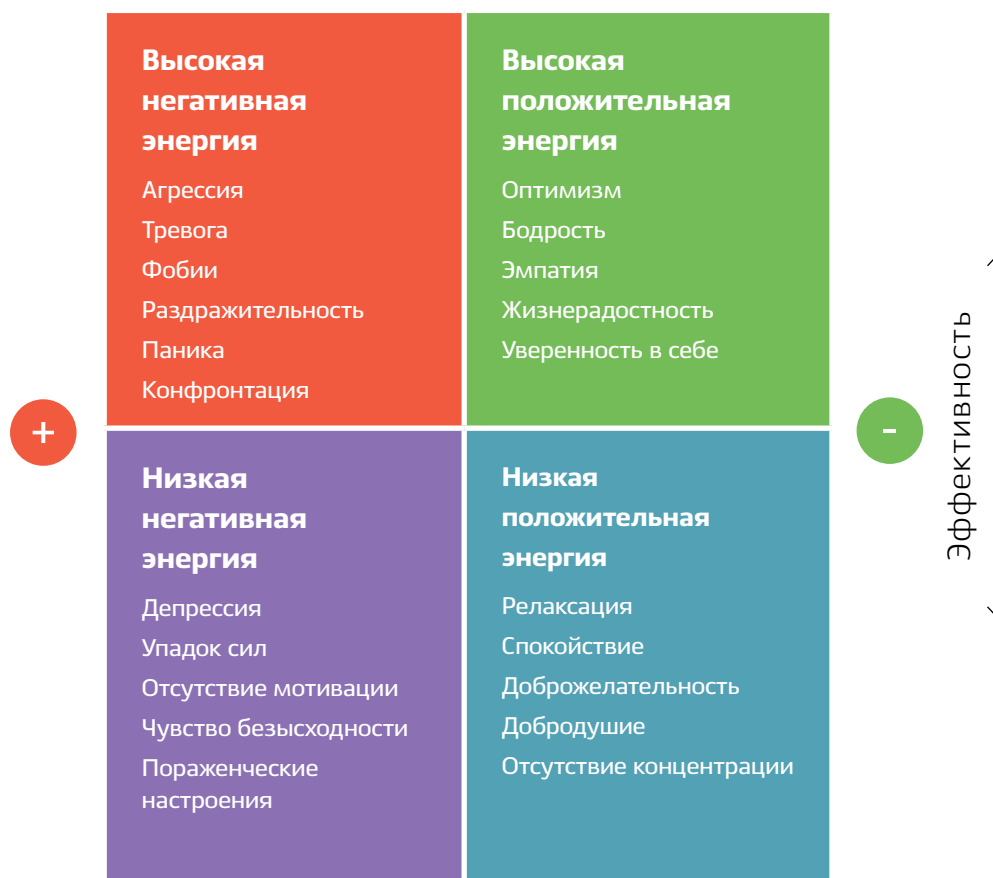 Высокая
негативная
энергия
Агрессия
Тревога
Фобии
Раздражительность
Паника
Конфронтация
Высокая
положительная
энергия
Оптимизм
Бодрость
Эмпатия
Жизнерадостность
Уверенность в себе
+
-
Эффективность
Низкая
негативная
энергия
Депрессия
Упадок сил
Отсутствие мотивации
Чувство безысходности
Пораженческие
настроения
Низкая
положительная
энергия
Релаксация
Спокойствие
Доброжелательность
Добродушие
Отсутствие концентрации